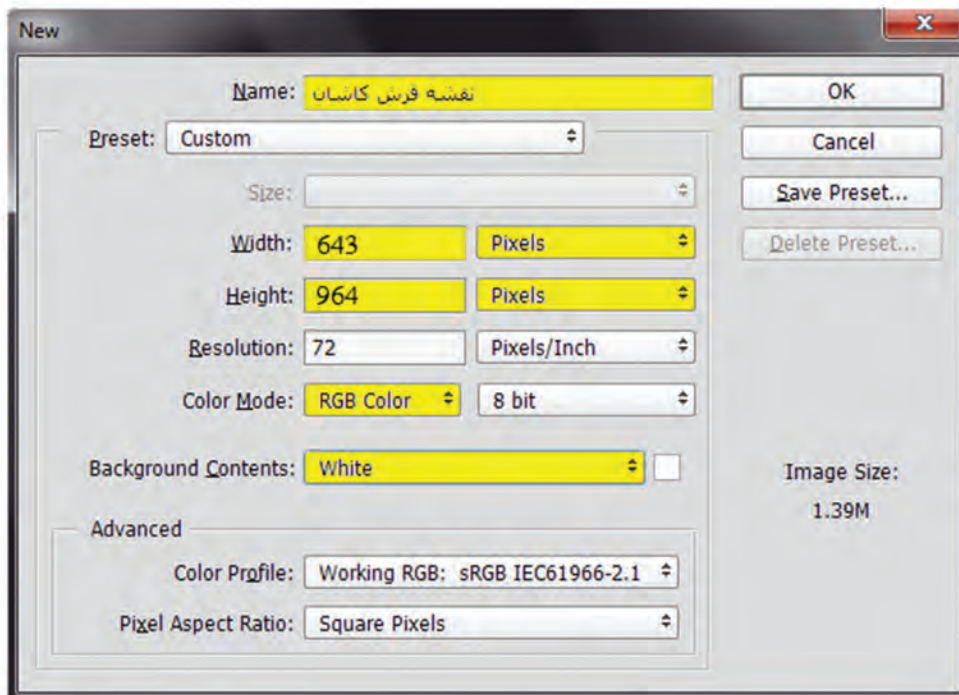 New
Name: نقشه فرش کاشان
OK
Preset: Custom
Cancel
Size:
Save Preset...
Width: 643 Pixels
Delete Preset...
Height: 964 Pixels
Resolution: 72 Pixels/Inch
Color Mode: RGB Color 8 bit
Background Contents: White
Image Size:
1.39M
Advanced
Color Profile: Working RGB: sRGB IEC61966-2.1
Pixel Aspect Ratio: Square Pixels